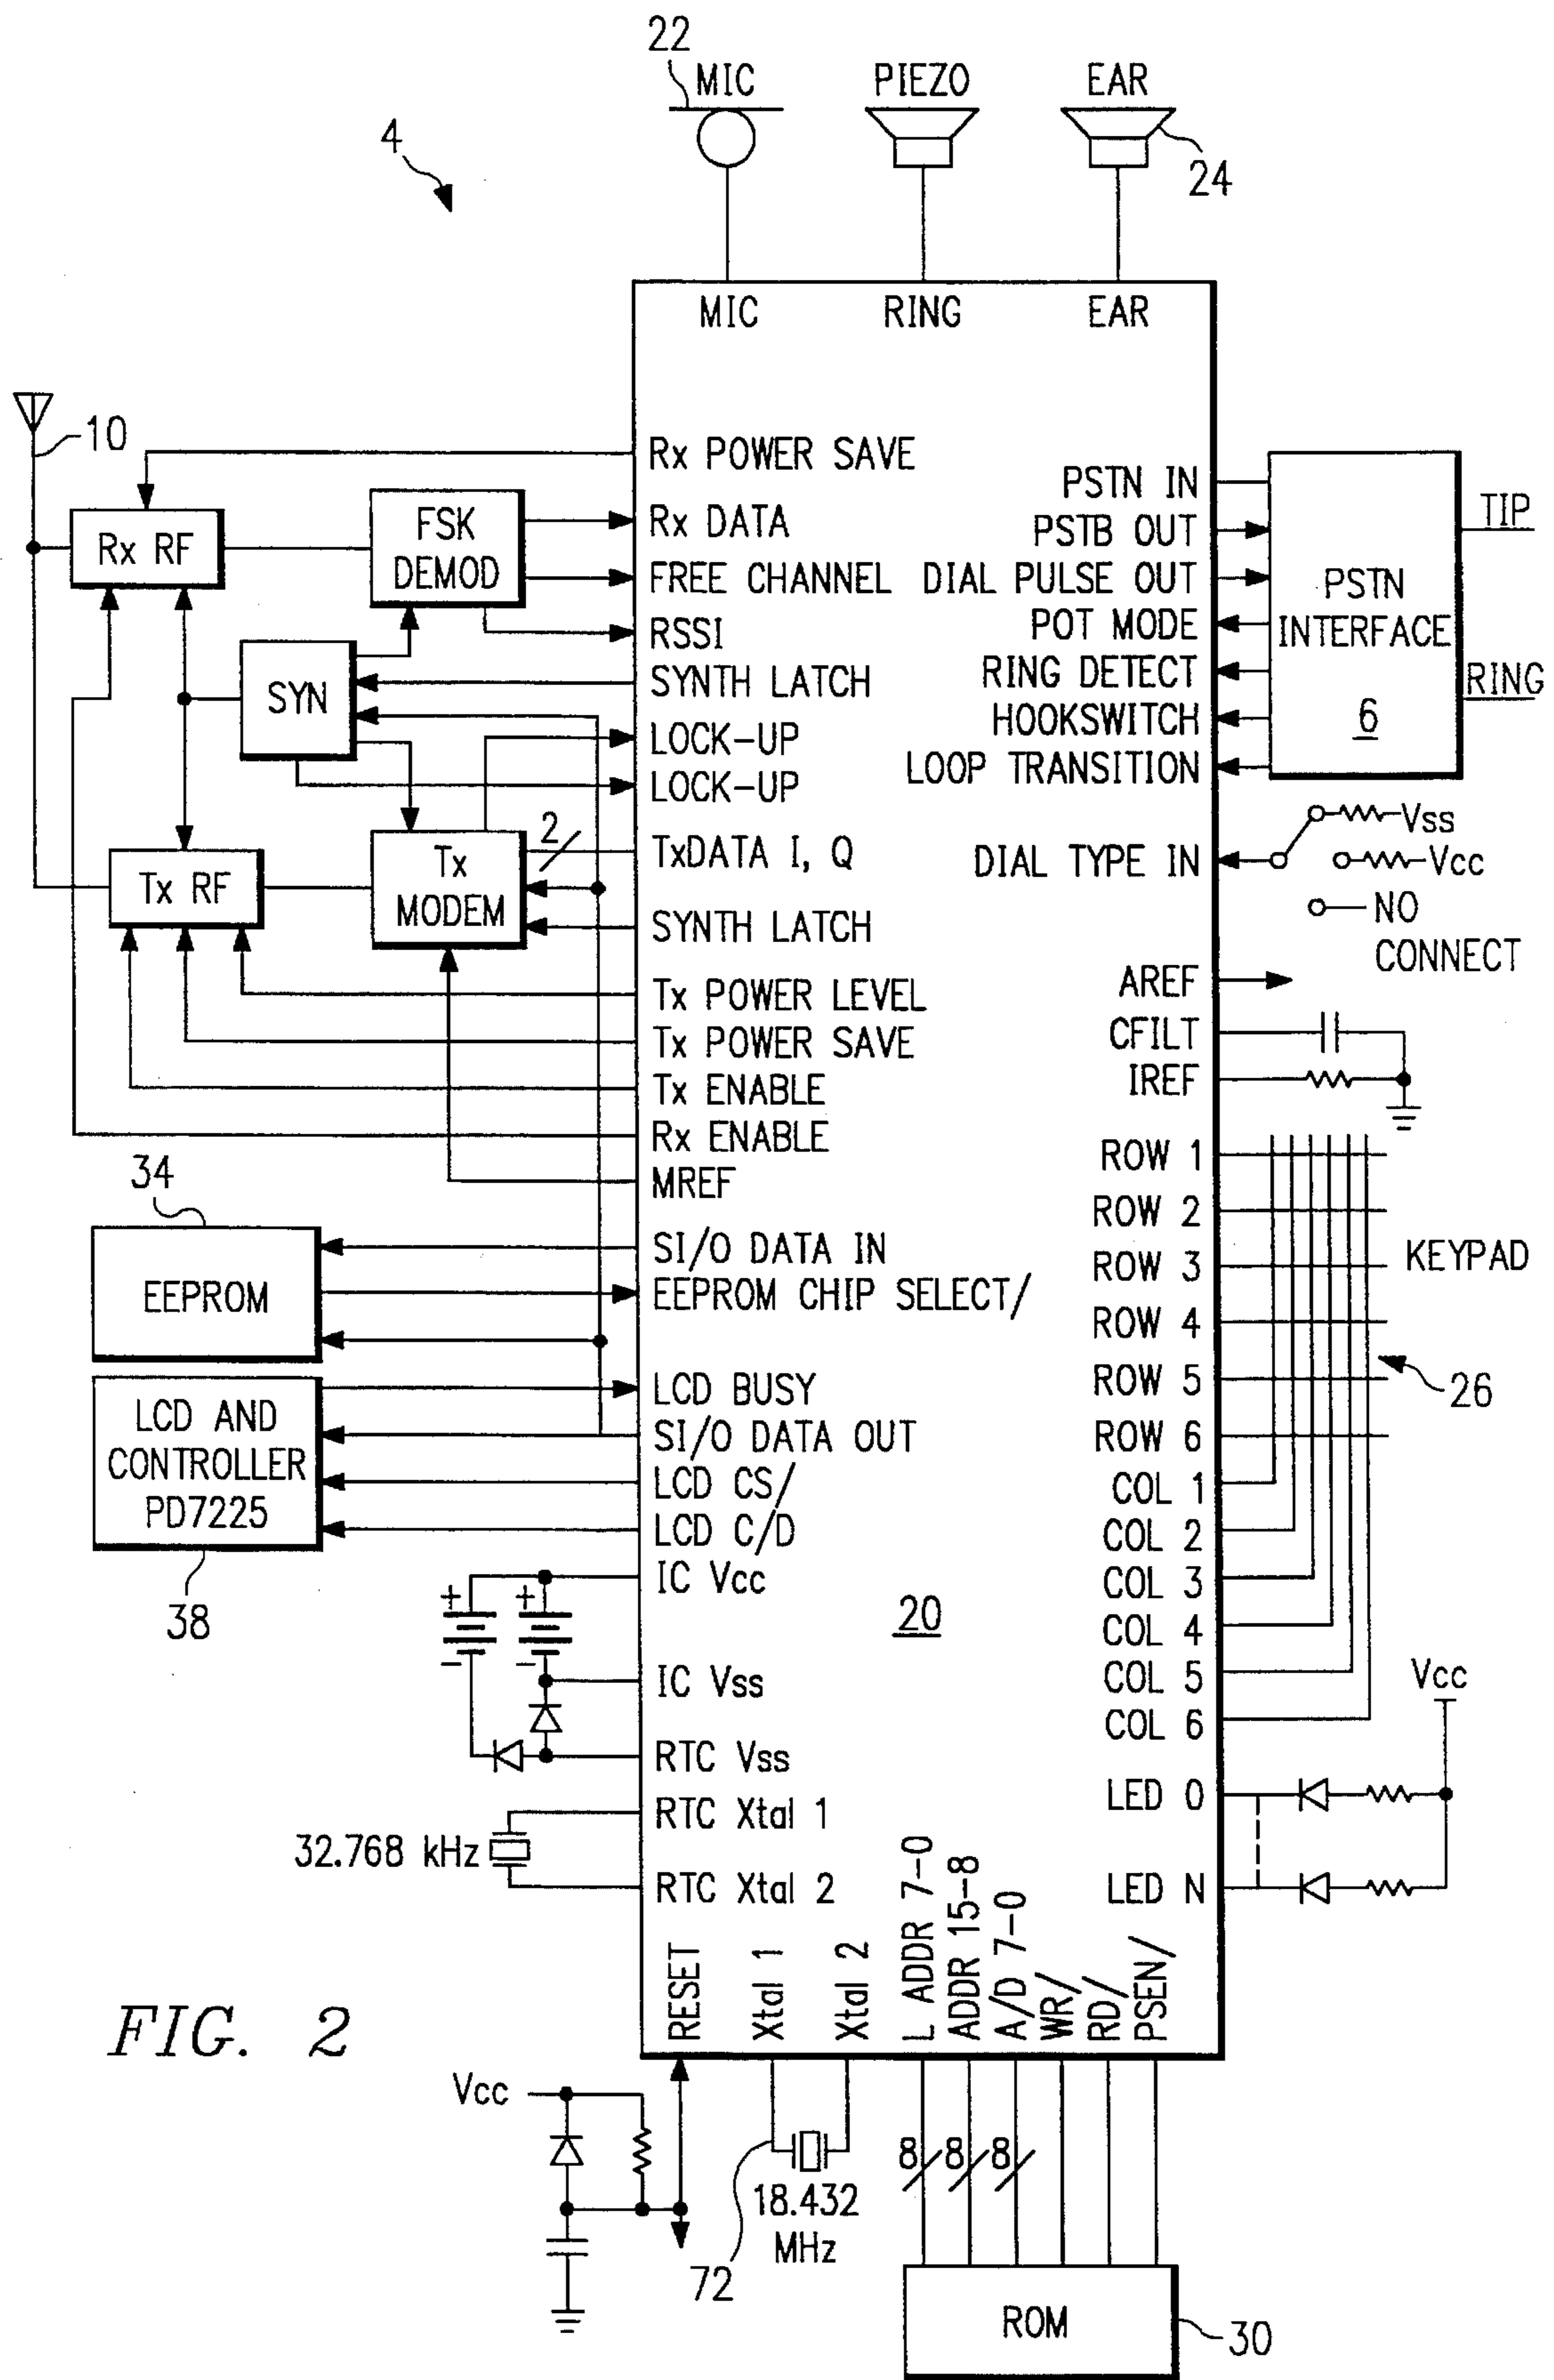 22
MIC
PIEZO
EAR
4
24
MIC
RING
EAR
10
Rx POWER SAVE
Rx RF
FSK
DEMOD
Rx DATA
FREE CHANNEL
RSSI
SYN
SYNTH LATCH
LOCK-UP
LOCK-UP
2
TxDATA I, Q
Tx RF
Tx
MODEM
SYNTH LATCH
Tx POWER LEVEL
Tx POWER SAVE
Tx ENABLE
Rx ENABLE
MREF
34
EEPROM
SI/O DATA IN
EEPROM CHIP SELECT/
LCD AND
CONTROLLER
PD7225
38
LCD BUSY
SI/O DATA OUT
LCD CS/
LCD C/D
+
+
-
-
IC Vcc
IC Vss
RTC Vss
RTC Xtal 1
32.768 kHz
RTC Xtal 2
20
PSTN IN
PSTB OUT
DIAL PULSE OUT
POT MODE
RING DETECT
HOOKSWITCH
LOOP TRANSITION
PSTN
INTERFACE
6
TIP
RING
DIAL TYPE IN
Vss
Vcc
NO
CONNECT
AREF
CFILT
IREF
ROW 1
ROW 2
ROW 3
ROW 4
ROW 5
ROW 6
KEYPAD
26
COL 1
COL 2
COL 3
COL 4
COL 5
COL 6
Vcc
LED 0
LED N
RESET
Xtal 1
Xtal 2
L ADDR 7-0
ADDR 15-8
A/D 7-0
WR/
RD/
PSEN/
FIG. 2
Vcc
72
18.432
MHz
8
8
8
ROM
30